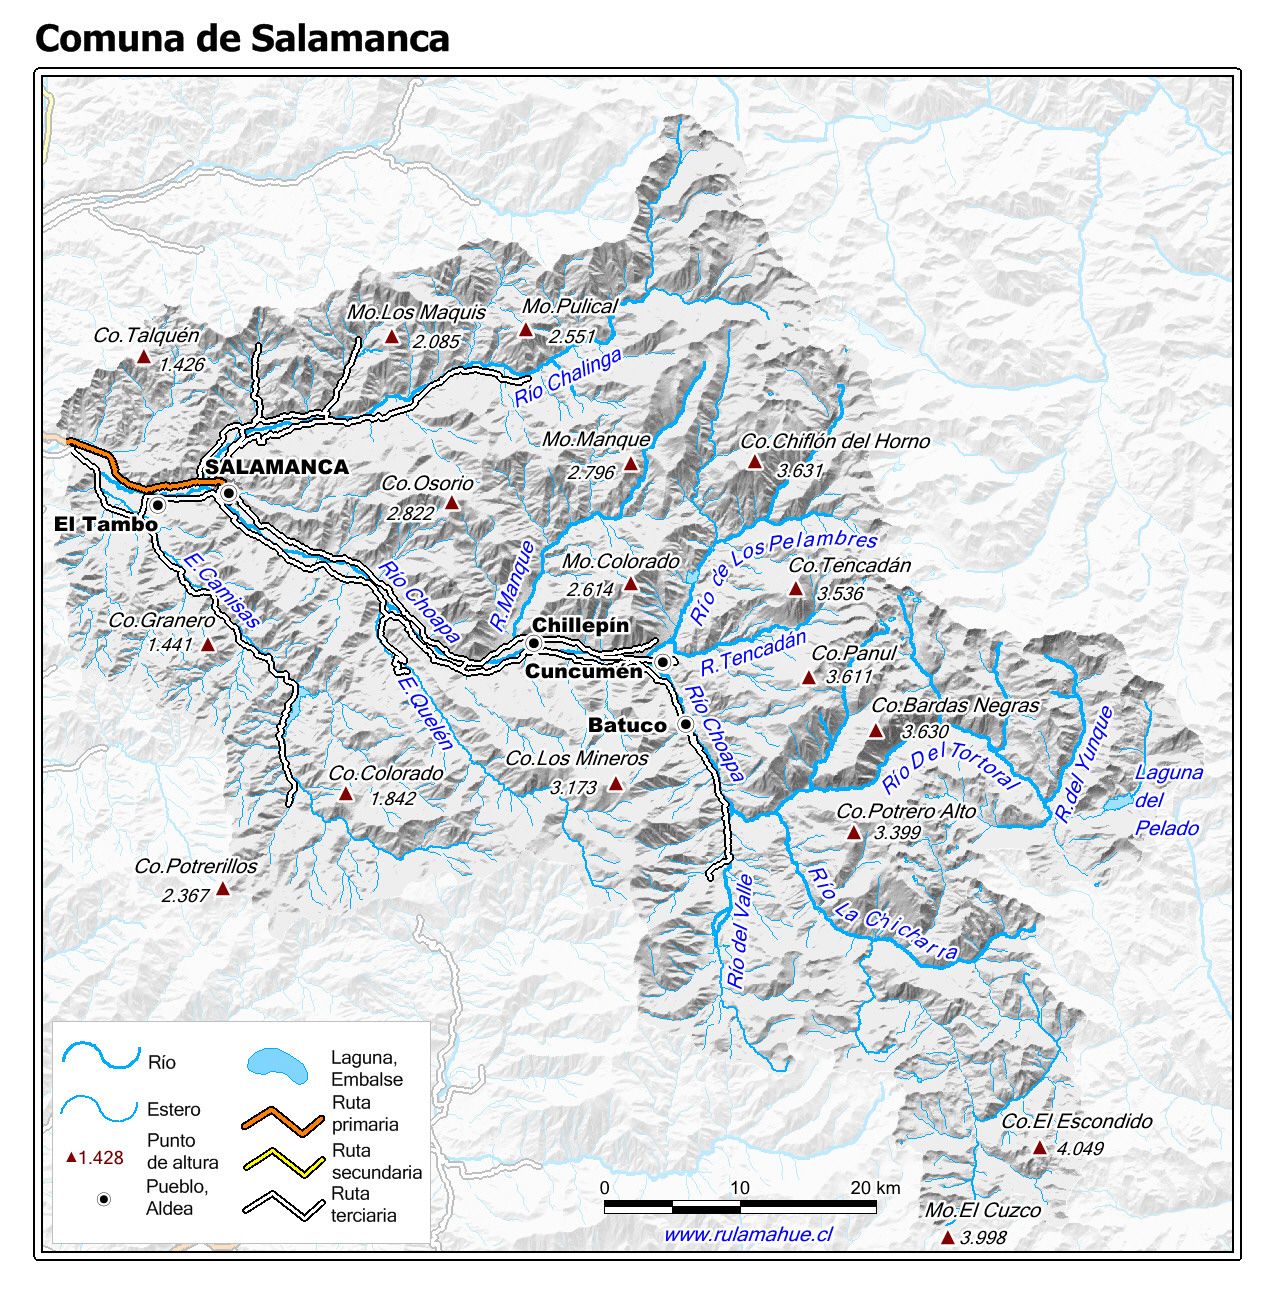 Comuna de Salamanca
Mo.Pulical
2.551
Mo.Los Maquis
2.085
Co.Talquén
1.426
Río Chalinga
Mo.Manque
2.796
Co.Chiflón del Horno
3.631
SALAMANCA
Co.Osorio
2.822
El Tambo
Río de Los Pelambres
E Camisas
Río Choapa
R.Manque
Mo.Colorado
2.614
Co.Tencadán
3.536
Co.Granero
1.441
Chillepín
Cuncumén
R.Tencadán
Co.Panul
3.611
E Quelén
Río Choapa
Batuco
Co.Bardas Negras
3.630
Río Del Tortoral
R.del Yunque
Co.Los Mineros
3.173
Co.Colorado
1.842
Laguna
del
Pelado
Co.Potrero Alto
3.399
Co.Potrerillos
2.367
Río La Chicharra
Río del Valle
Río
Estero
1.428
Punto
de altura
Pueblo,
Aldea
Laguna,
Embalse
Ruta
primaria
Ruta
secundaria
Ruta
terciaria
Co.El Escondido
4.049
0 10 20 km
Mo.El Cuzco
3.998
www.rulamahue.cl